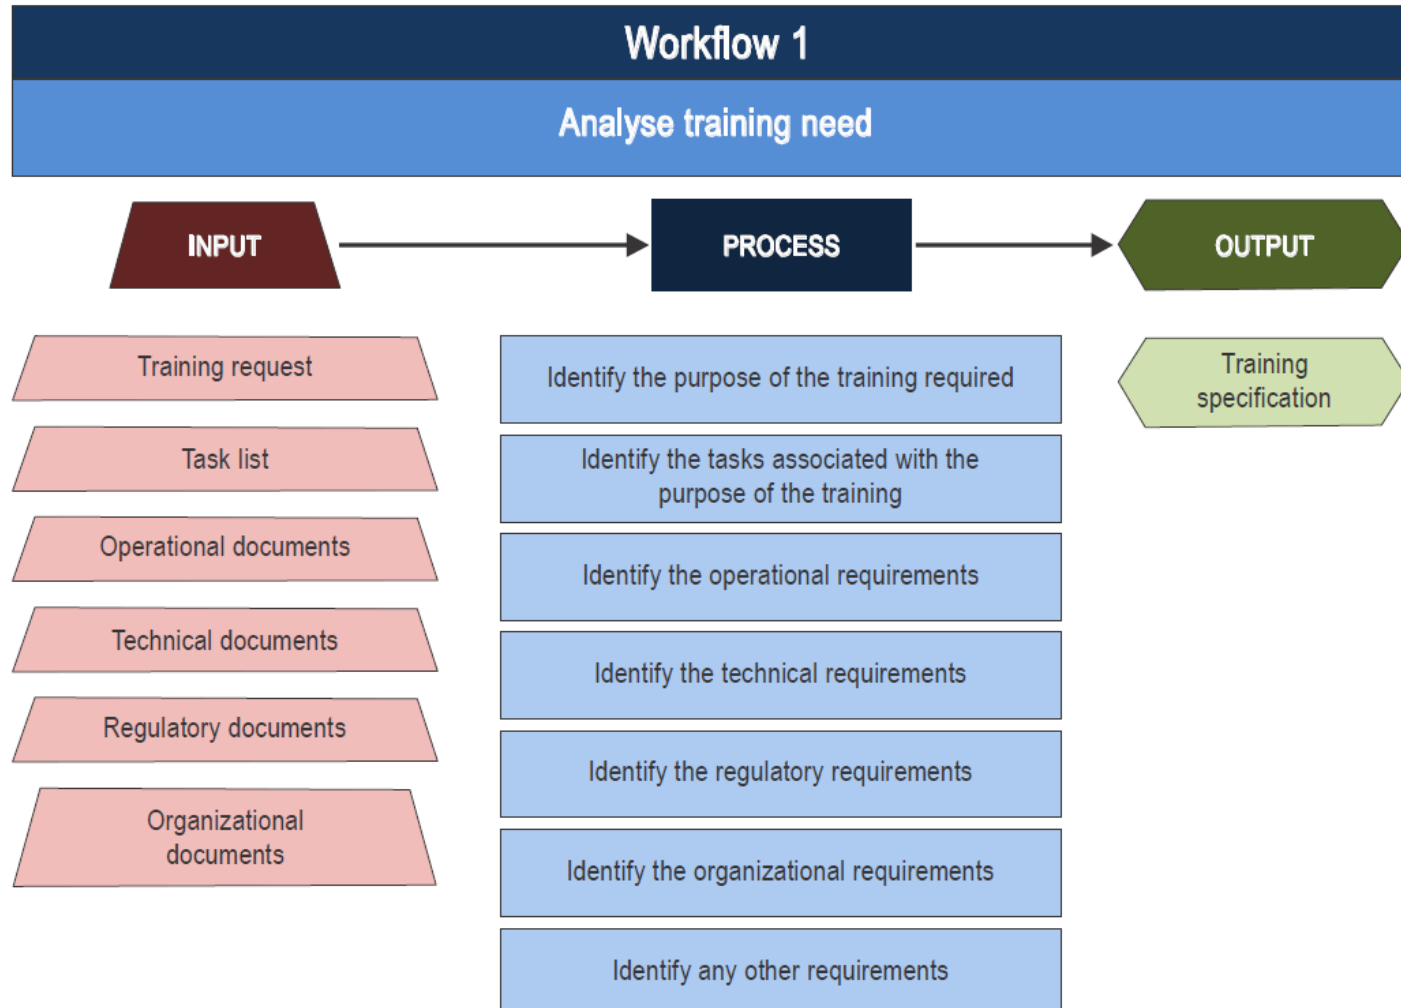 Workflow 1
Analyse training need
INPUT
PROCESS
OUTPUT
Training request
Task list
Operational documents
Technical documents
Regulatory documents
Organizational
documents
Identify the purpose of the training required
Identify the tasks associated with the
purpose of the training
Identify the operational requirements
Identify the technical requirements
Identify the regulatory requirements
Identify the organizational requirements
Identify any other requirements
Training
specification